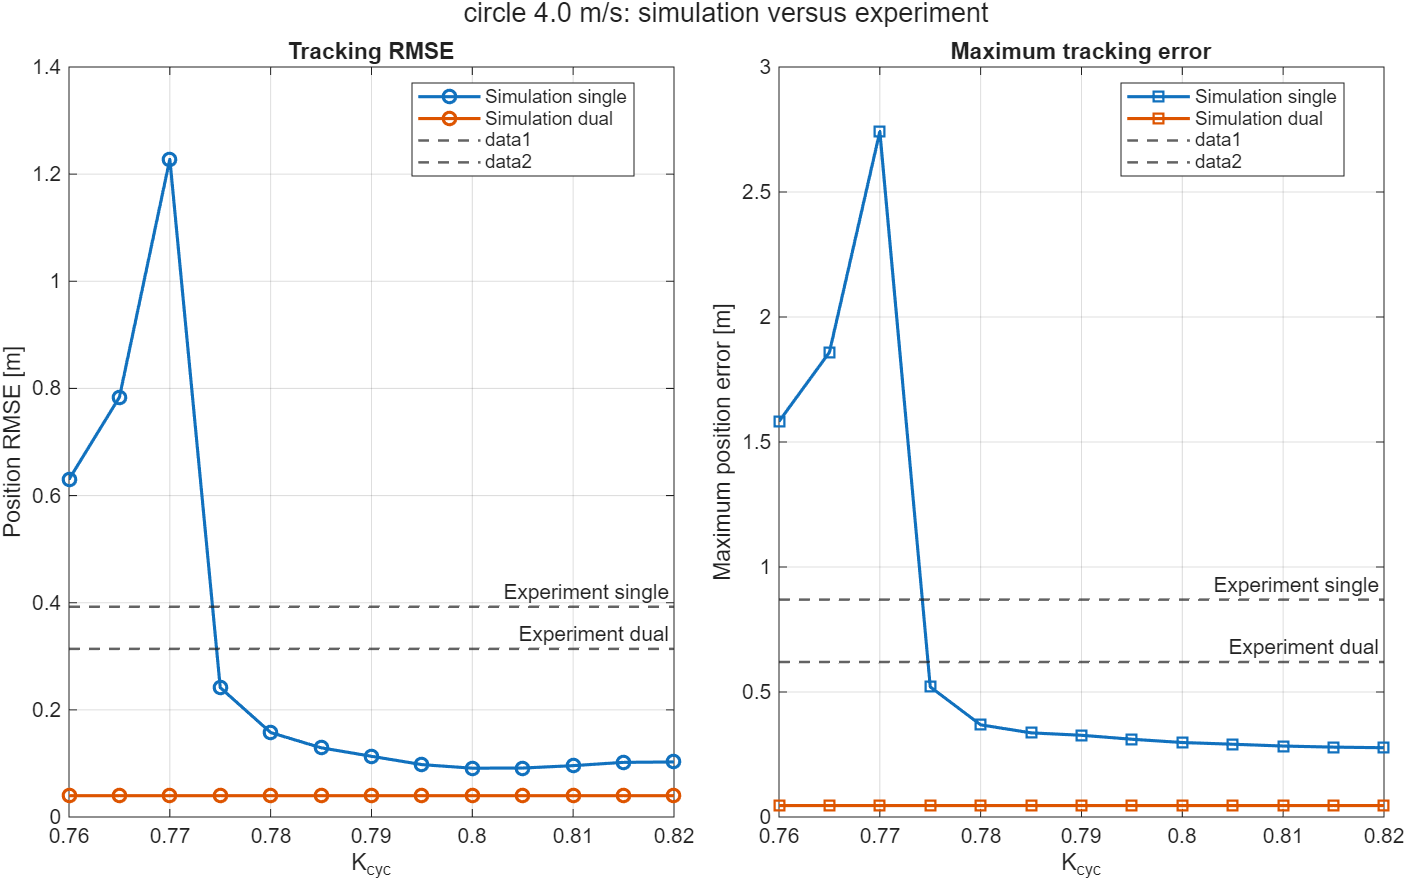 circle 4.0 m/s: simulation versus experiment
Tracking RMSE
1.4
1.2
1
0.8
0.6
0.4
0.2
0
Position RMSE [m]
Simulation single
Simulation dual
data1
data2
Experiment single
Experiment dual
0.76 0.77 0.78 0.79 0.8 0.81 0.82
Kcyc
Maximum tracking error
3
2.5
2
1.5
1
0.5
0
Maximum position error [m]
Simulation single
Simulation dual
data1
data2
Experiment single
Experiment dual
0.76 0.77 0.78 0.79 0.8 0.81 0.82
Kcyc